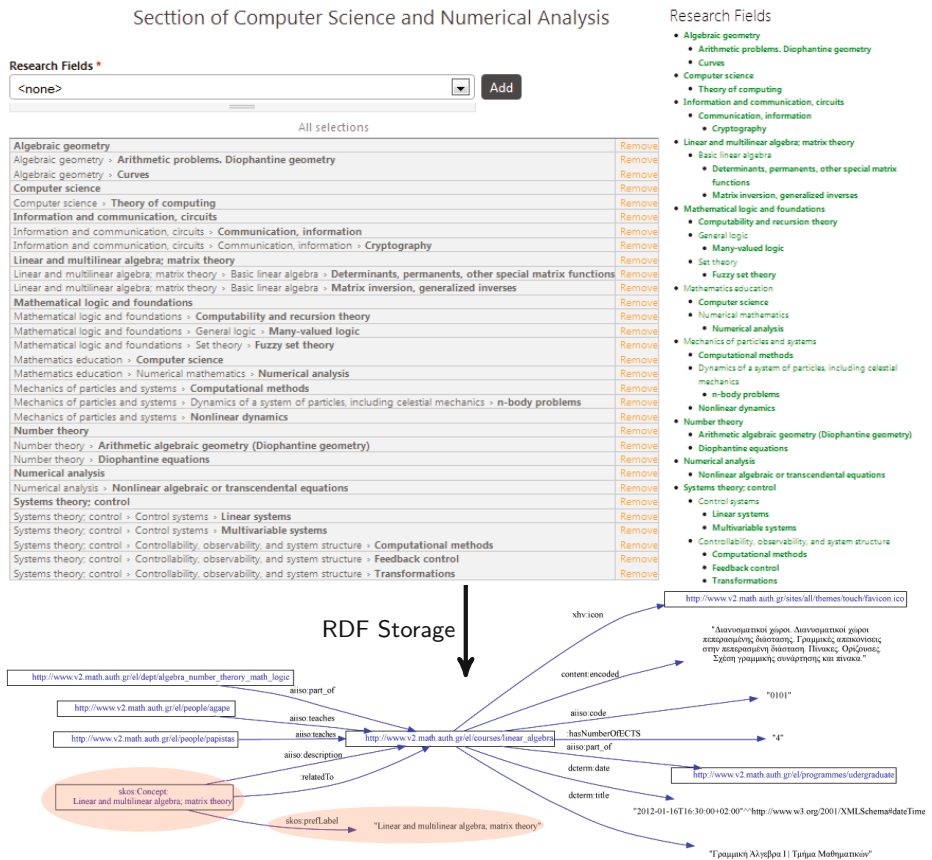 Secttion of Computer Science and Numerical Analysis
Research Fields *
<none>
Add
All selections
Algebraic geometry Remove
Algebraic geometry › Arithmetic problems. Diophantine geometry Remove
Algebraic geometry › Curves Remove
Computer science Remove
Computer science › Theory of computing Remove
Information and communication, circuits Remove
Information and communication, circuits › Communication, information Remove
Information and communication, circuits › Communication, information › Cryptography Remove
Linear and multilinear algebra; matrix theory Remove
Linear and multilinear algebra; matrix theory › Basic linear algebra › Determinants, permanents, other special matrix functions Remove
Linear and multilinear algebra; matrix theory › Basic linear algebra › Matrix inversion, generalized inverses Remove
Mathematical logic and foundations Remove
Mathematical logic and foundations › Computability and recursion theory Remove
Mathematical logic and foundations › General logic › Many-valued logic Remove
Mathematical logic and foundations › Set theory › Fuzzy set theory Remove
Mathematics education › Computer science Remove
Mathematics education › Numerical mathematics › Numerical analysis Remove
Mechanics of particles and systems › Computational methods Remove
Mechanics of particles and systems › Dynamics of a system of particles, including celestial mechanics › n-body problems Remove
Mechanics of particles and systems › Nonlinear dynamics Remove
Number theory Remove
Number theory › Arithmetic algebraic geometry (Diophantine geometry) Remove
Number theory › Diophantine equations Remove
Numerical analysis Remove
Numerical analysis › Nonlinear algebraic or transcendental equations Remove
Systems theory; control Remove
Systems theory; control › Control systems › Linear systems Remove
Systems theory; control › Control systems › Multivariable systems Remove
Systems theory; control › Controllability, observability, and system structure › Computational methods Remove
Systems theory; control › Controllability, observability, and system structure › Feedback control Remove
Systems theory; control › Controllability, observability, and system structure › Transformations Remove
Research Fields
• Algebraic geometry
• Arithmetic problems. Diophantine geometry
• Curves
• Computer science
• Theory of computing
• Information and communication, circuits
• Communication, information
• Cryptography
• Linear and multilinear algebra; matrix theory
• Basic linear algebra
• Determinants, permanents, other special matrix
functions
• Matrix inversion, generalized inverses
• Mathematical logic and foundations
• Computability and recursion theory
• General logic
• Many-valued logic
• Set theory
• Fuzzy set theory
• Mathematics education
• Computer science
• Numerical mathematics
• Numerical analysis
• Mechanics of particles and systems
• Computational methods
• Dynamics of a system of particles, including celestial
mechanics
• n-body problems
• Nonlinear dynamics
• Number theory
• Arithmetic algebraic geometry (Diophantine geometry)
• Diophantine equations
• Numerical analysis
• Nonlinear algebraic or transcendental equations
• Systems theory; control
• Control systems
• Linear systems
• Multivariable systems
• Controllability, observability, and system structure
• Computational methods
• Feedback control
• Transformations
RDF Storage
http://www.v2.math.auth.gr/sites/all/themes/touch/favicon.ico
xhv:icon
"Διανυσματικοί χώροι. Διανυσματικοί χώροι
πεπερασμένης διάστασης. Γραμμικές απεικονίσεις
στην πεπερασμένη διάσταση. Πίνακες. Ορίζουσες.
Σχέση γραμμικής συνάρτησης και πίνακα."
content:encoded
http://www.v2.math.auth.gr/el/dept/algebra_number_therory_math_logic
aiiso:part_of
http://www.v2.math.auth.gr/el/people/agape
aiiso:teaches
aiiso:code
"0101"
http://www.v2.math.auth.gr/el/people/papistas
aiiso:teaches
http://www.v2.math.auth.gr/el/courses/linear_algebra
:hasNumberOfECTS
"4"
aiiso:description
aiiso:part_of
:relatedTo
dcterm:date
http://www.v2.math.auth.gr/el/programmes/udergraduate
skos:Concept:
Linear and multilinear algebra; matrix theory
dcterm:title
"2012-01-16T16:30:00+02:00"^^http://www.w3.org/2001/XMLSchema#dateTime
skos:prefLabel
"Linear and multilinear algebra; matrix theory"
"Γραμμική Άλγεβρα Ι | Τμήμα Μαθηματικών"